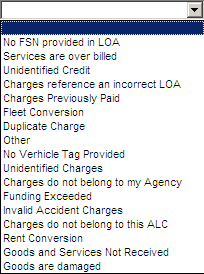 No FSN provided in LOA
Services are over billed
Unidentified Credit
Charges reference an incorrect LOA
Charges Previously Paid
Fleet Conversion
Duplicate Charge
Other
No Verhicle Tag Provided
Unidentified Charges
Charges do not belong to my Agency
Funding Exceeded
Invalid Accident Charges
Charges do not belong to this ALC
Rent Conversion
Goods and Services Not Received
Goods are damaged